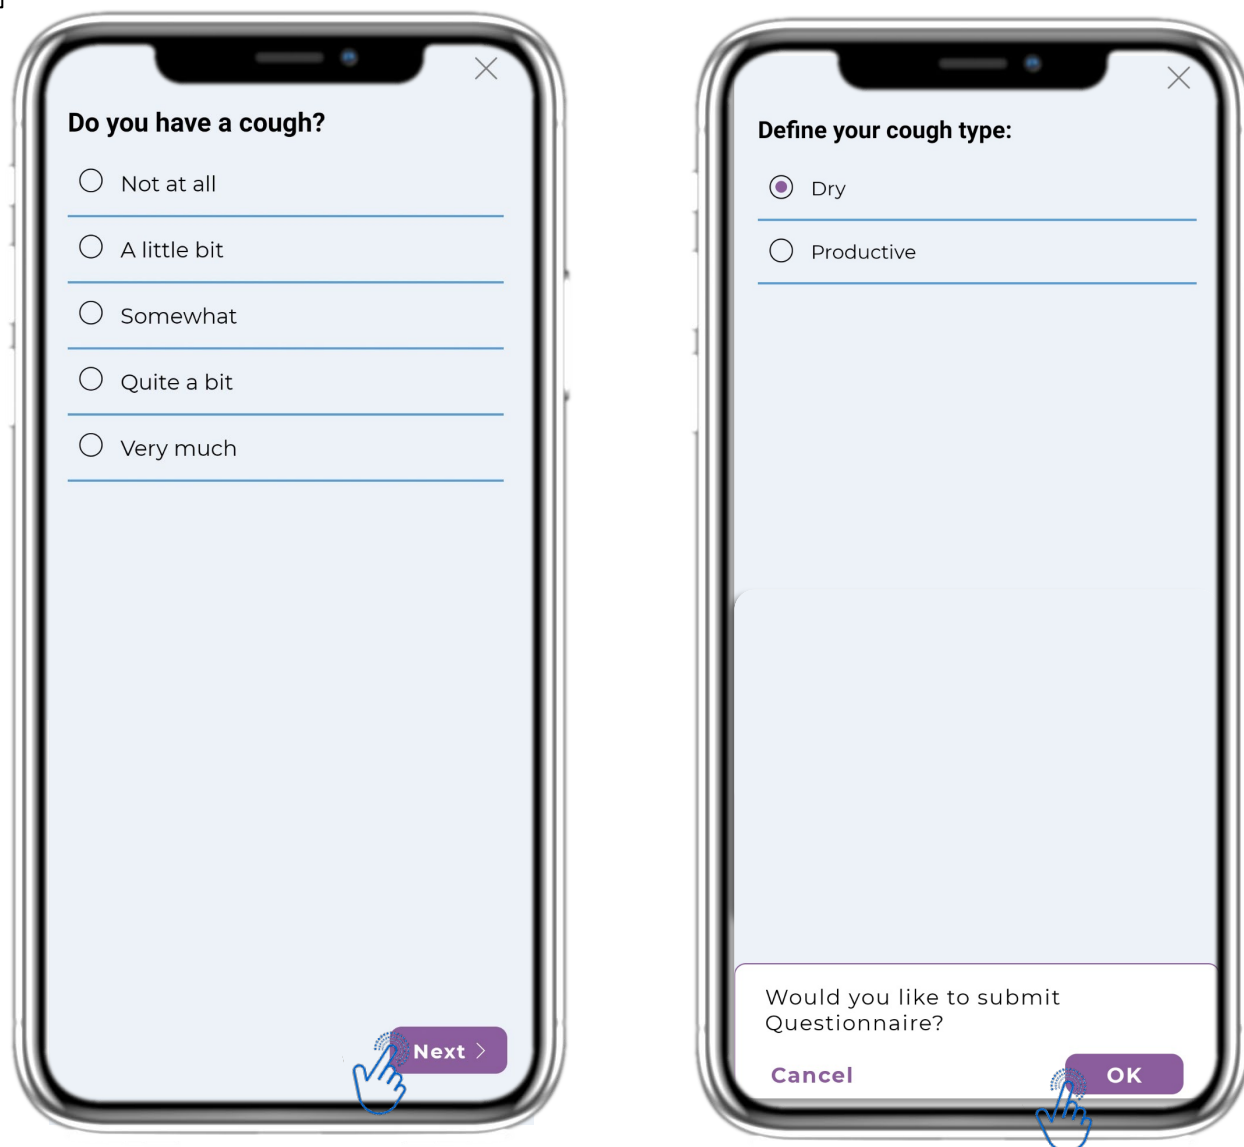 Do you have a cough?
Not at all
A little bit
Somewhat
Quite a bit
Very much
Next >
Define your cough type:
Dry
Productive
Would you like to submit
Questionnaire?
Cancel
OK